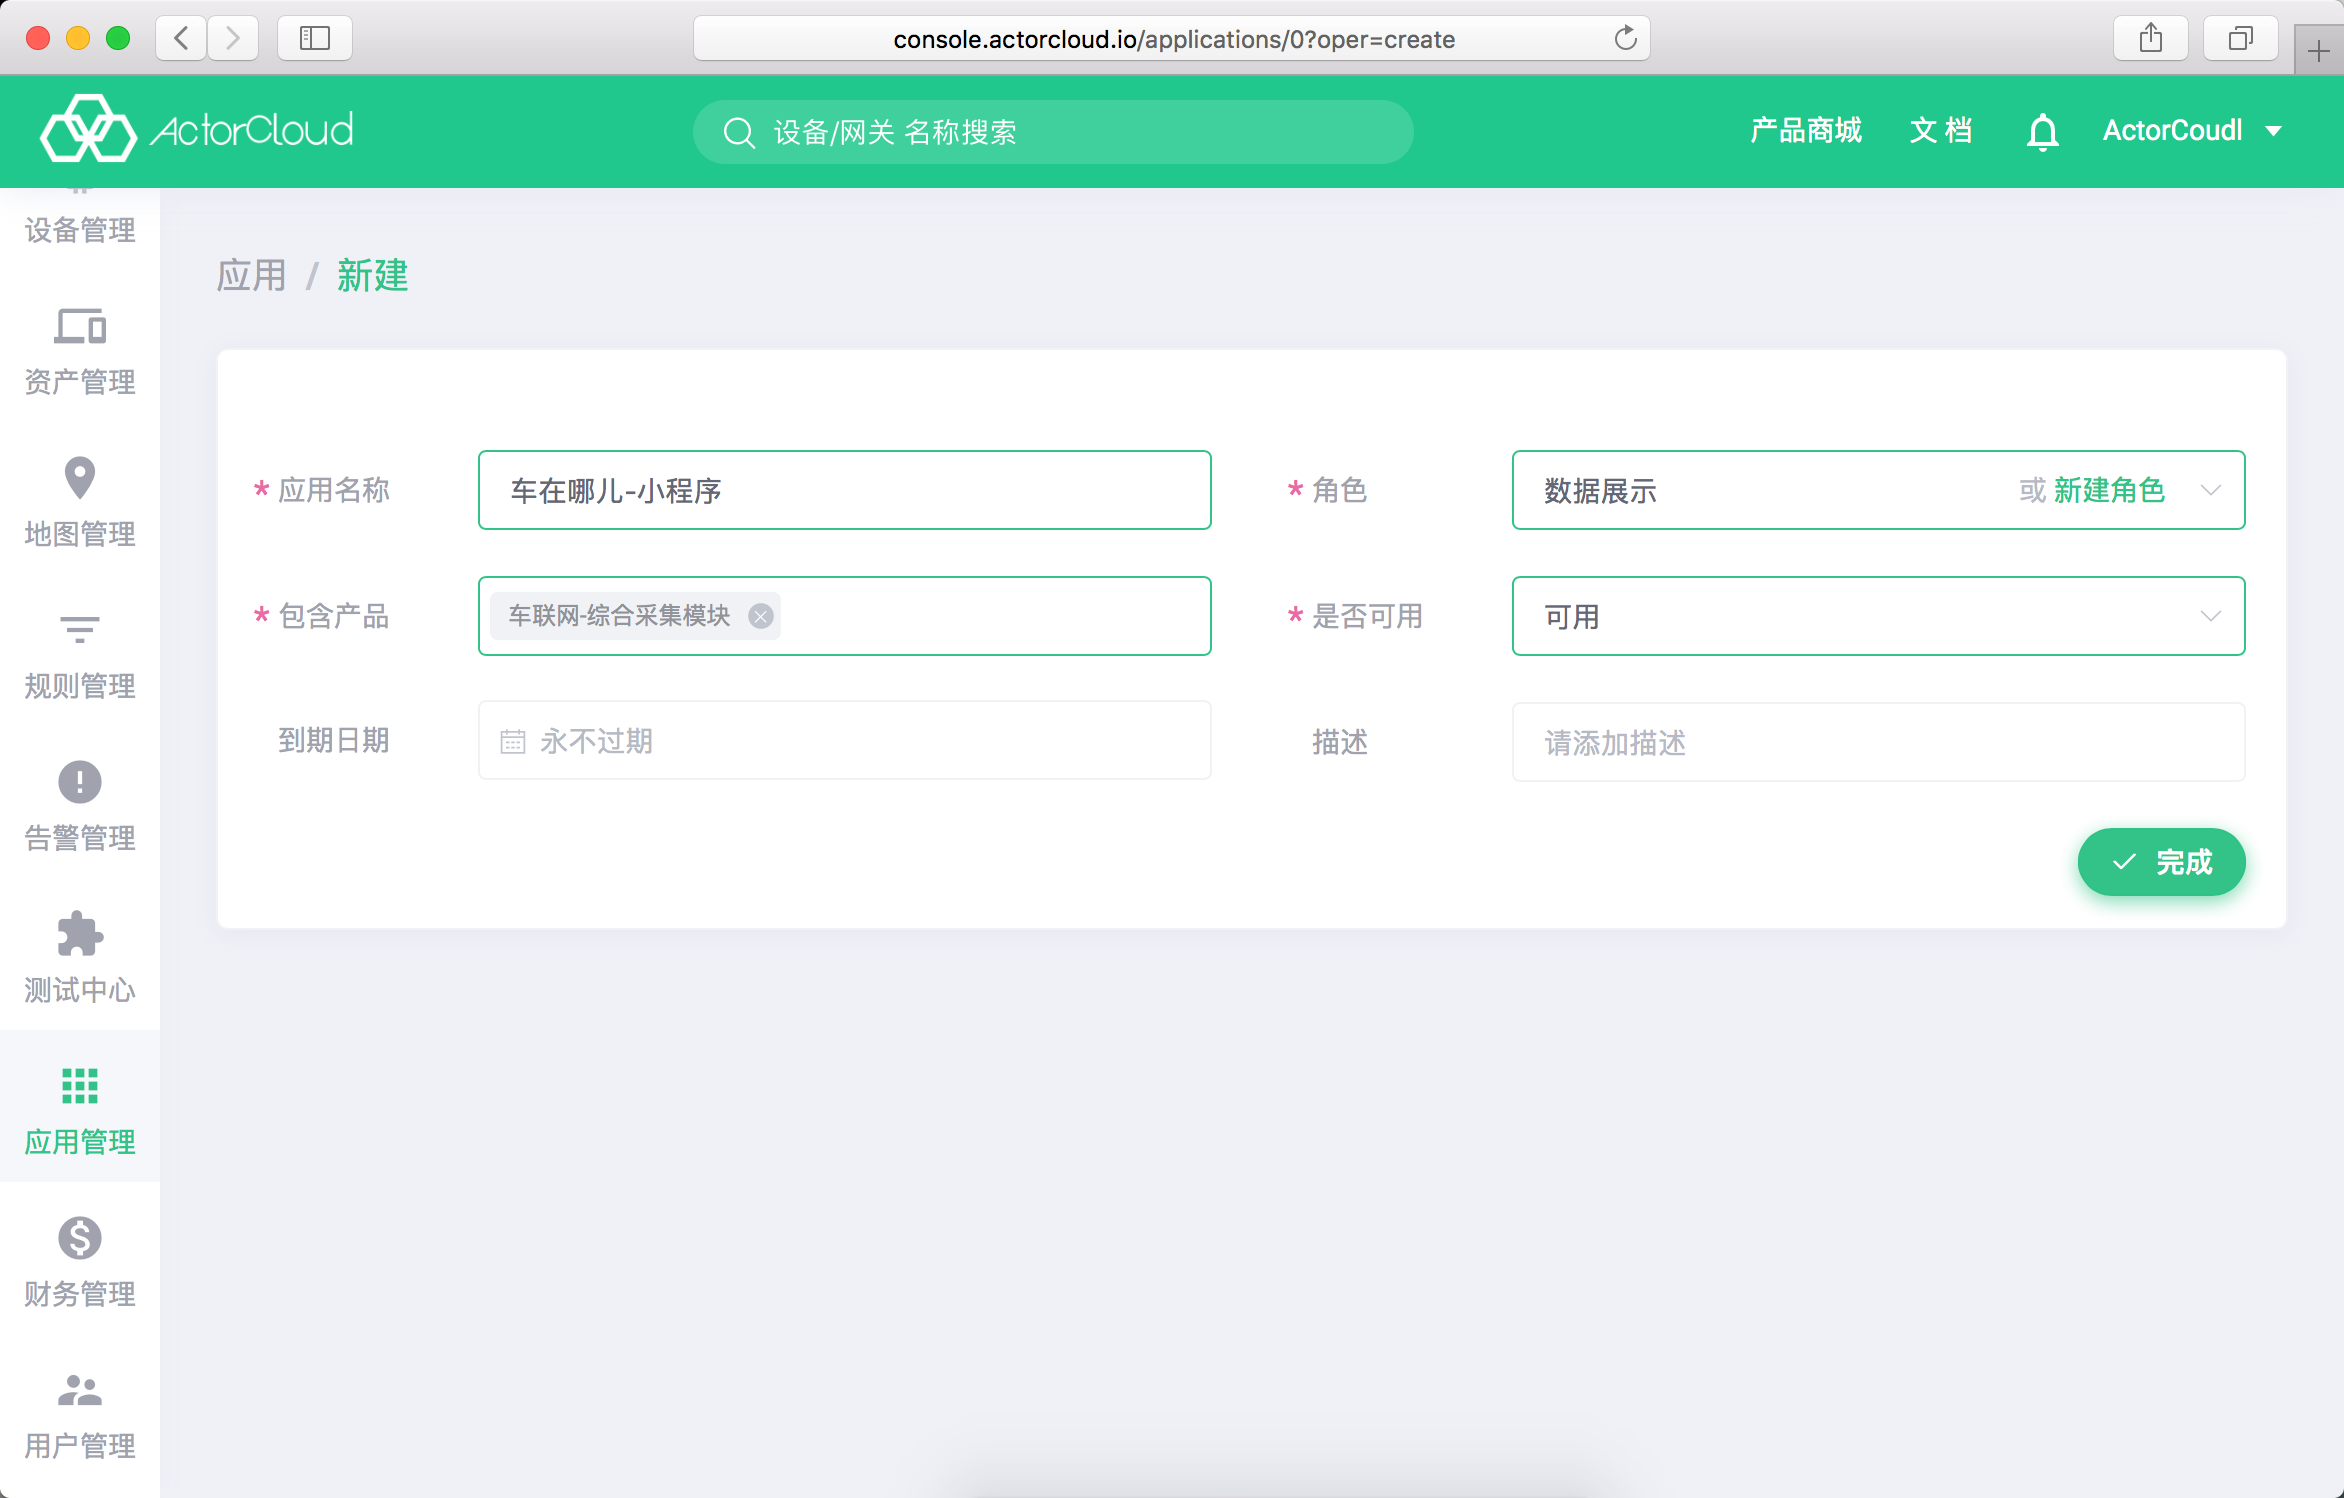 console.actorcloud.io/applications/0?oper=create
ActorCloud
设备/网关 名称搜索
产品商城
文 档
ActorCoudl
设备管理
资产管理
地图管理
规则管理
告警管理
测试中心
应用管理
财务管理
用户管理
应用 / 新建
* 应用名称
车在哪儿-小程序
* 角色
数据展示
或 新建角色
* 包含产品
车联网-综合采集模块
* 是否可用
可用
到期日期
永不过期
描述
请添加描述
完成